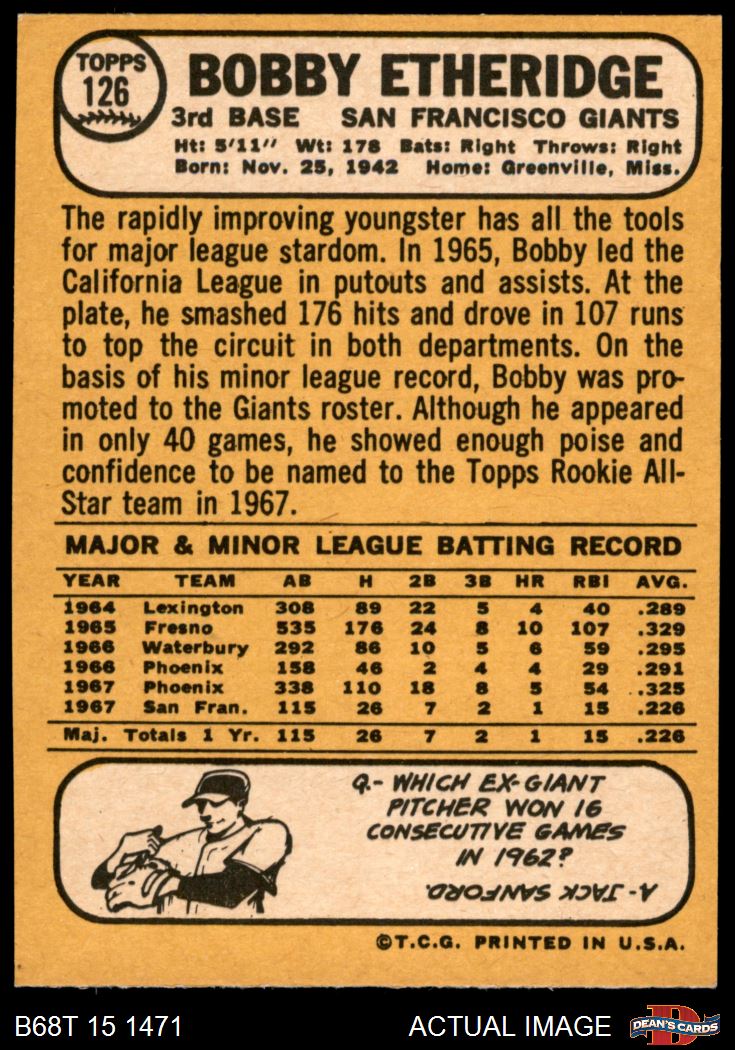 TOPPS
126
BOBBY ETHERIDGE
3rd BASE SAN FRANCISCO GIANTS
Ht: 5'11" Wt: 178 Bats: Right Throws: Right
Born: Nov. 25, 1942 Home: Greenville, Miss.
The rapidly improving youngster has all the tools
for major league stardom. In 1965, Bobby led the
California League in putouts and assists. At the
plate, he smashed 176 hits and drove in 107 runs
to top the circuit in both departments. On the
basis of his minor league record, Bobby was pro-
moted to the Giants roster. Although he appeared
in only 40 games, he showed enough poise and
confidence to be named to the Topps Rookie All-
Star team in 1967.
MAJOR & MINOR LEAGUE BATTING RECORD
YEAR TEAM AB H 2B 3B HR RBI AVG.
1964 Lexington 308 89 22 5 4 40 .289
1965 Fresno 535 176 24 8 10 107 .329
1966 Waterbury 292 86 10 5 6 59 .295
1966 Phoenix 158 46 2 4 4 29 .291
1967 Phoenix 338 110 18 8 5 54 .325
1967 San Fran. 115 26 7 2 1 15 .226
Maj. Totals 1 Yr. 115 26 7 2 1 15 .226
Q.- WHICH EX-GIANT
PITCHER WON 16
CONSECUTIVE GAMES
IN 1962?
A- JACK SANFORD.
©T.C.G. PRINTED IN U.S.A.
B68T 15 1471 ACTUAL IMAGE DEAN'S CARDS